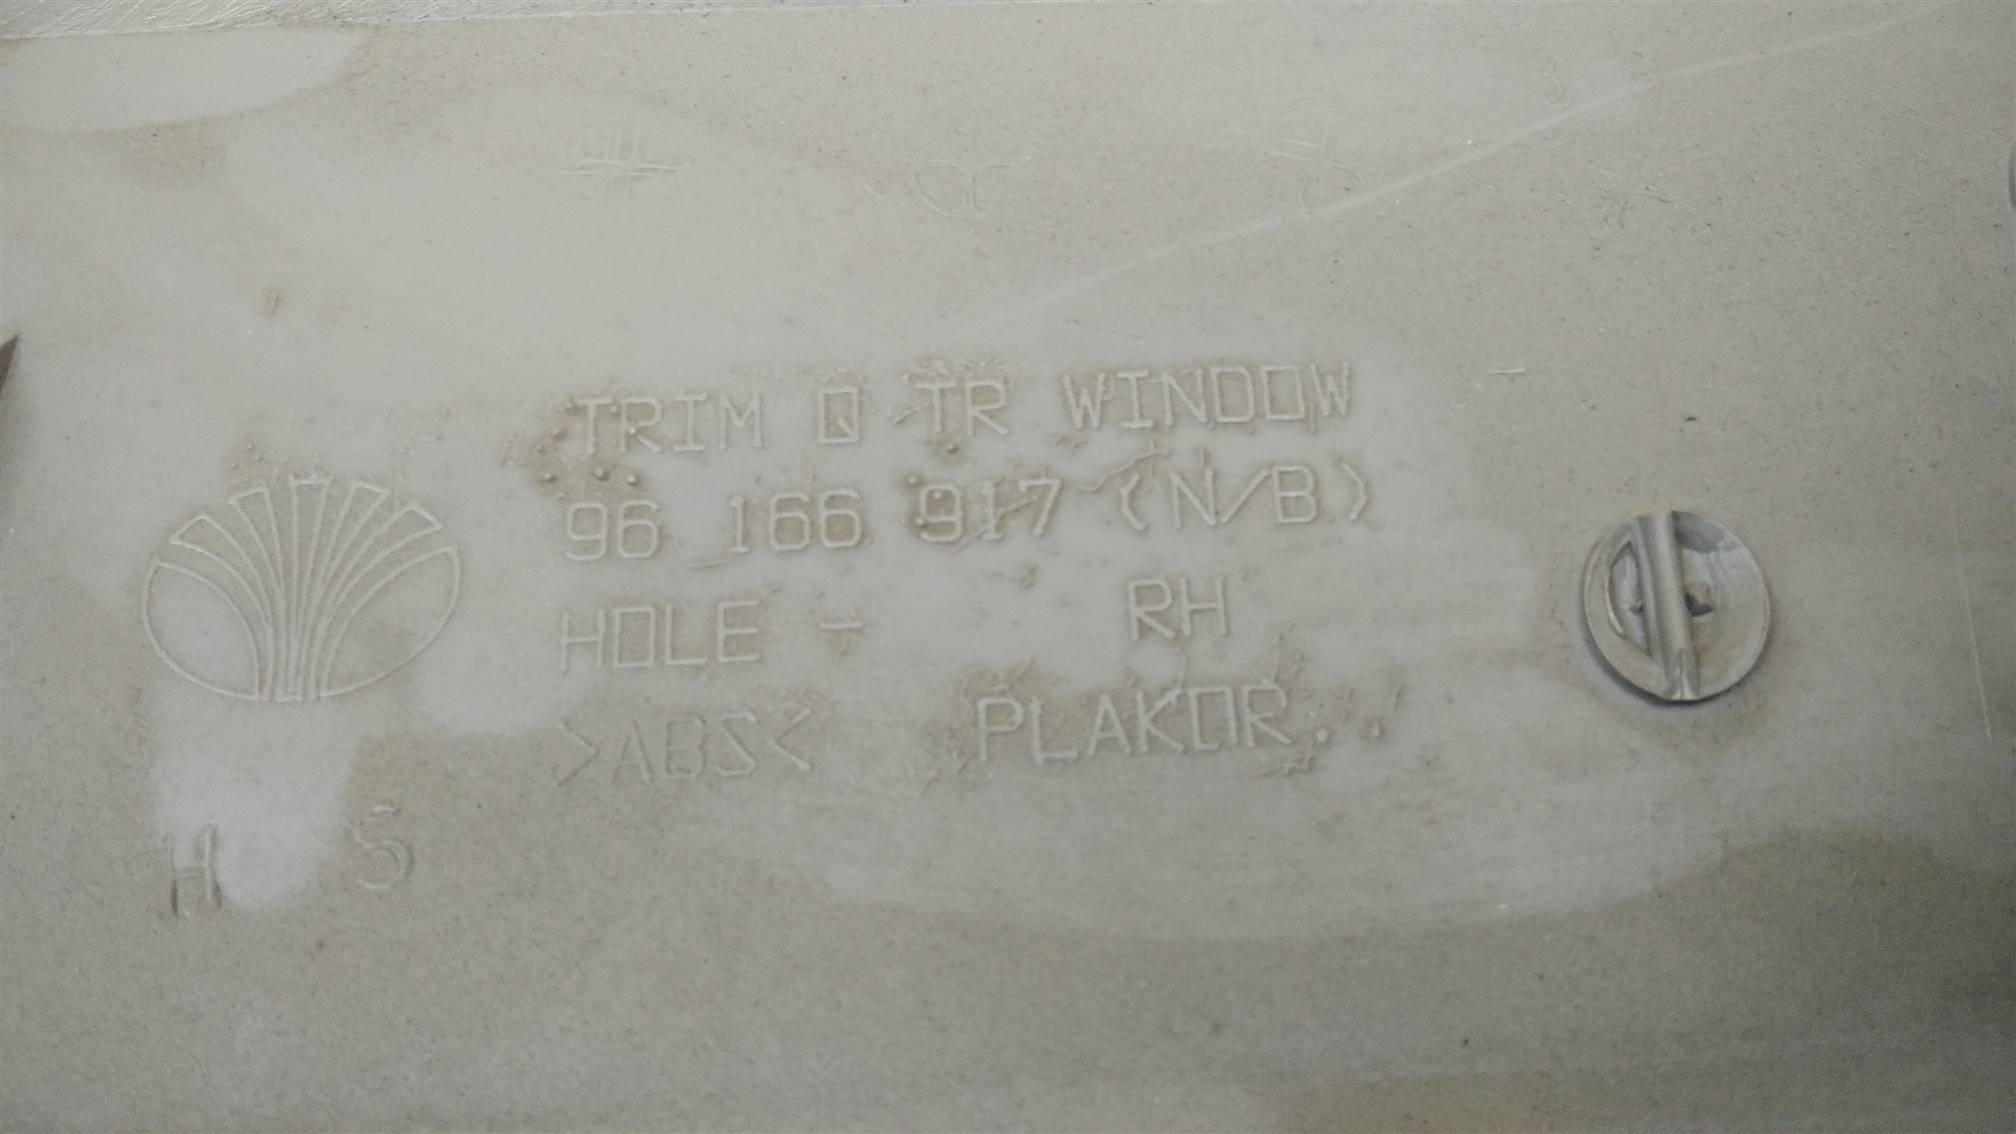 TRIM Q TR WINDOW
96 166 917 (N/B)
HOLE - RH
>ABS< PLAKOR.
H S